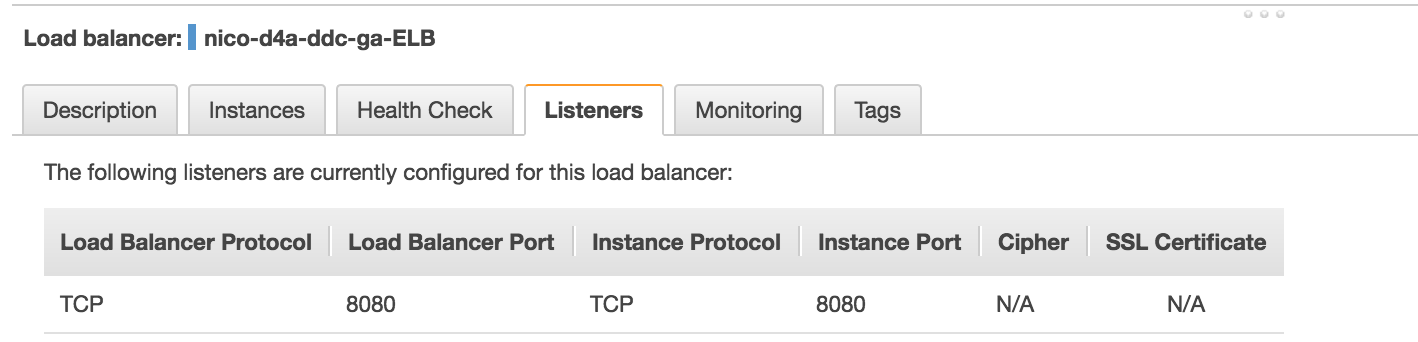 Load balancer: nico-d4a-ddc-ga-ELB
Description Instances Health Check Listeners Monitoring Tags
The following listeners are currently configured for this load balancer:
Load Balancer Protocol Load Balancer Port Instance Protocol Instance Port Cipher SSL Certificate
TCP 8080 TCP 8080 N/A N/A